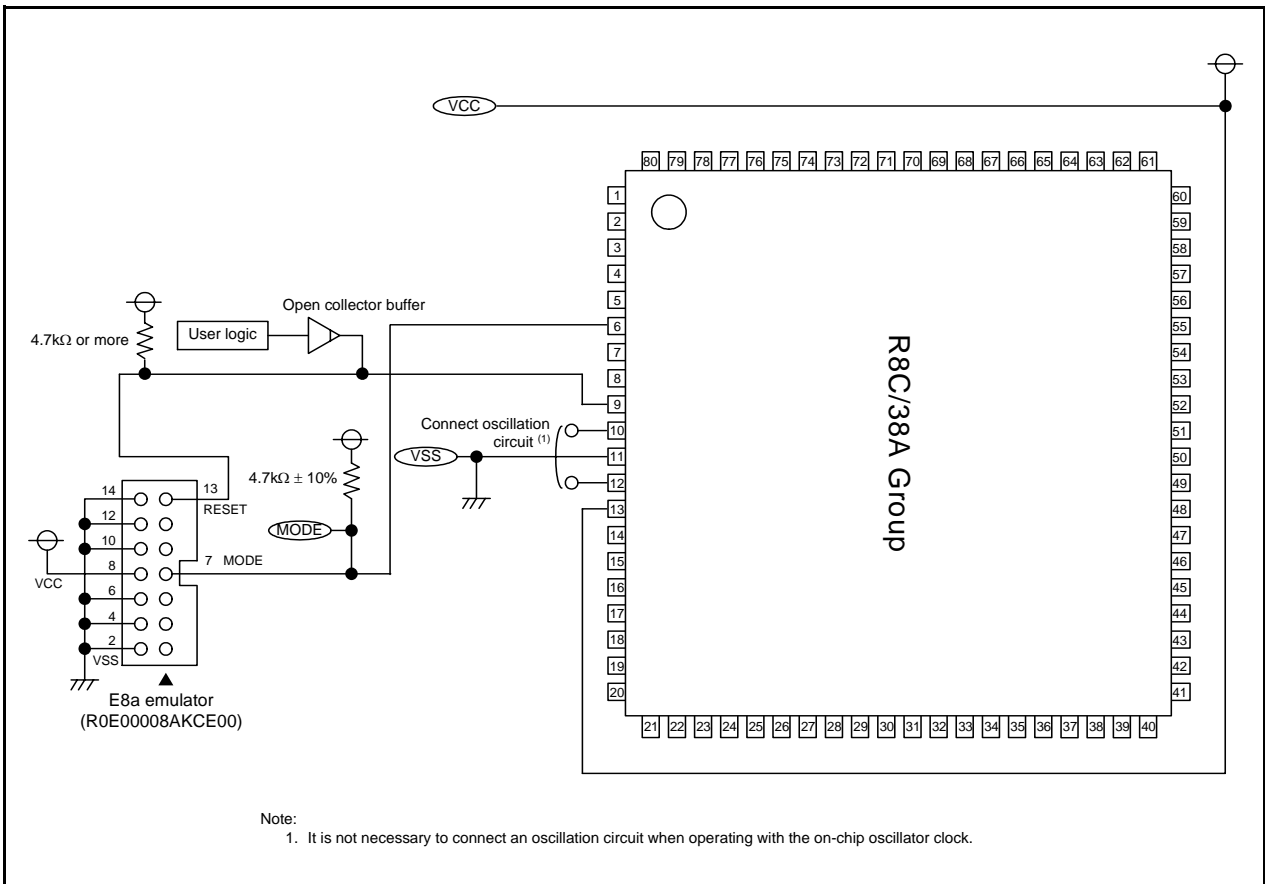 VCC
80 79 78 77 76 75 74 73 72 71 70 69 68 67 66 65 64 63 62 61
1
2
3
4
5
6
7
8
9
10
11
12
13
14
15
16
17
18
19
20
60
59
58
57
56
55
54
53
52
51
50
49
48
47
46
45
44
43
42
41
R8C/38A Group
21 22 23 24 25 26 27 28 29 30 31 32 33 34 35 36 37 38 39 40
Open collector buffer
User logic
4.7kΩ or more
Connect oscillation
circuit (1)
VSS
4.7kΩ ± 10%
MODE
14
12
10
8
6
4
2
13
RESET
7 MODE
VCC
VSS
E8a emulator
(R0E00008AKCE00)
Note:
1. It is not necessary to connect an oscillation circuit when operating with the on-chip oscillator clock.